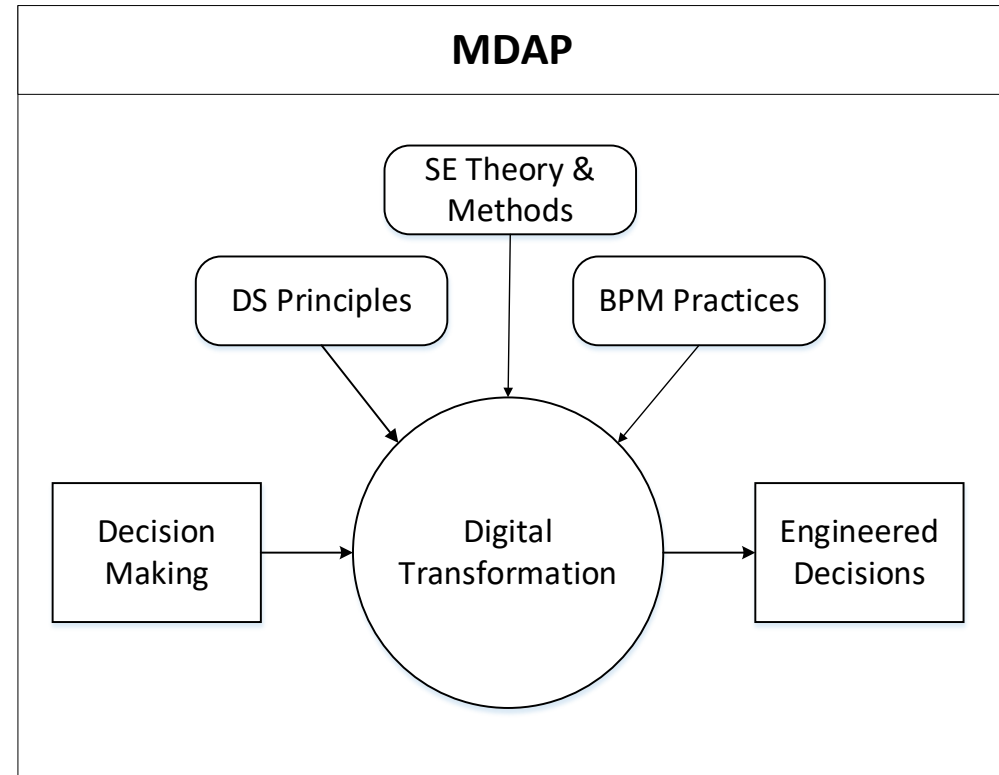 MDAP
SE Theory &
Methods
DS Principles
BPM Practices
Decision
Making
Digital
Transformation
Engineered
Decisions